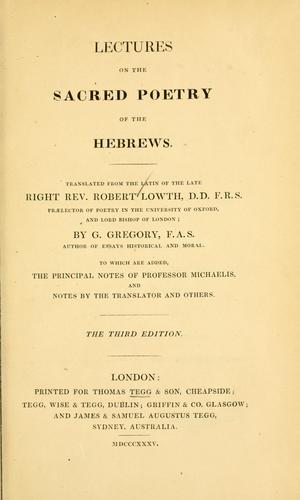 LECTURES
ON THE
SACRED POETRY
OF THE
HEBREWS.
TRANSLATED FROM THE LATIN OF THE LATE
RIGHT REV. ROBERT LOWTH, D.D. F.R.S.
PRÆLECTOR OF POETRY IN THE UNIVERSITY OF OXFORD,
AND LORD BISHOP OF LONDON;
BY G. GREGORY, F.A.S.
AUTHOR OF ESSAYS HISTORICAL AND MORAL.
TO WHICH ARE ADDED,
THE PRINCIPAL NOTES OF PROFESSOR MICHAELIS,
AND
NOTES BY THE TRANSLATOR AND OTHERS.
THE THIRD EDITION.
LONDON:
PRINTED FOR THOMAS TEGG & SON, CHEAPSIDE;
TEGG, WISE & TEGG, DUBLIN; GRIFFIN & CO. GLASGOW;
AND JAMES & SAMUEL AUGUSTUS TEGG,
SYDNEY, AUSTRALIA.
MDCCCXXXV.